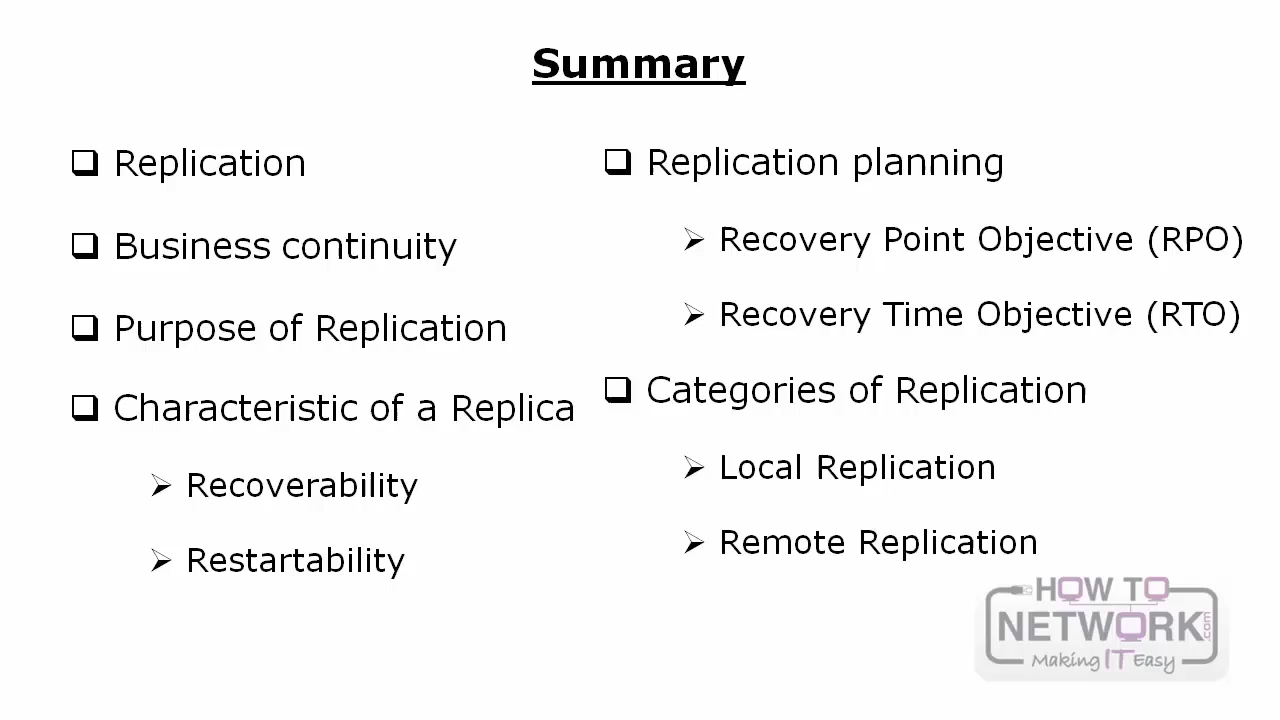 Summary
Replication
Business continuity
Purpose of Replication
Characteristic of a Replica
Recoverability
Restartability
Replication planning
Recovery Point Objective (RPO)
Recovery Time Objective (RTO)
Categories of Replication
Local Replication
Remote Replication
HOW TO
NETWORK.com
Making IT Easy